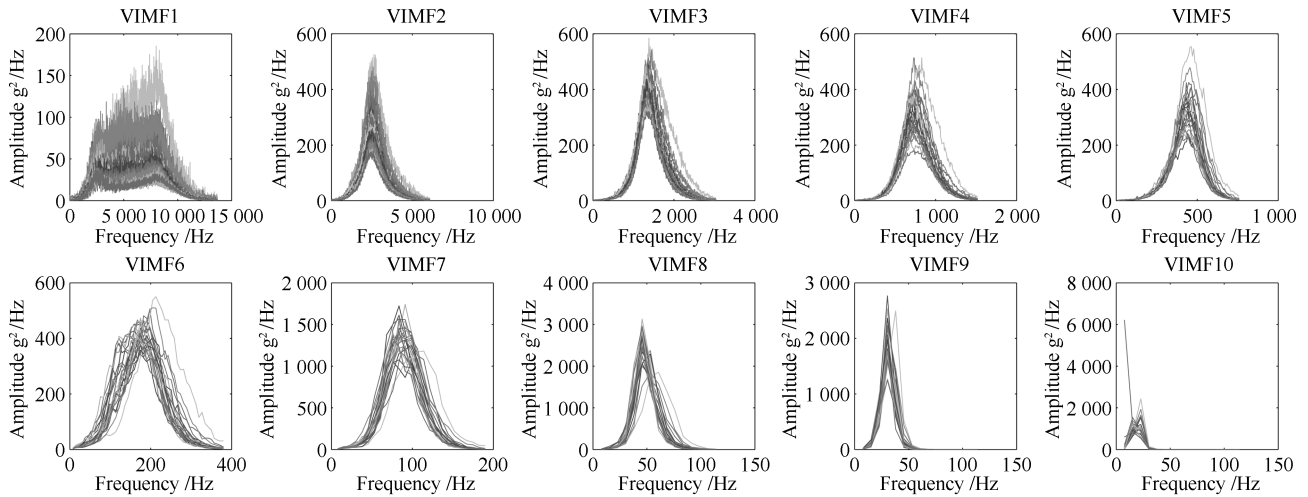 VIMF1
Amplitude g²/Hz
200
150
100
50
0
0
5 000
10 000
15 000
Frequency /Hz
VIMF2
Amplitude g²/Hz
600
400
200
0
0
5 000
10 000
Frequency /Hz
VIMF3
Amplitude g²/Hz
600
400
200
0
0
2 000
4 000
Frequency /Hz
VIMF4
Amplitude g²/Hz
600
400
200
0
0
1 000
2 000
Frequency /Hz
VIMF5
Amplitude g²/Hz
600
400
200
0
0
500
1 000
Frequency /Hz
VIMF6
Amplitude g²/Hz
600
400
200
0
0
200
400
Frequency /Hz
VIMF7
Amplitude g²/Hz
2 000
1 500
1 000
500
0
0
100
200
Frequency /Hz
VIMF8
Amplitude g²/Hz
4 000
3 000
2 000
1 000
0
0
50
100
150
Frequency /Hz
VIMF9
Amplitude g²/Hz
3 000
2 000
1 000
0
0
50
100
150
Frequency /Hz
VIMF10
Amplitude g²/Hz
8 000
6 000
4 000
2 000
0
0
50
100
150
Frequency /Hz